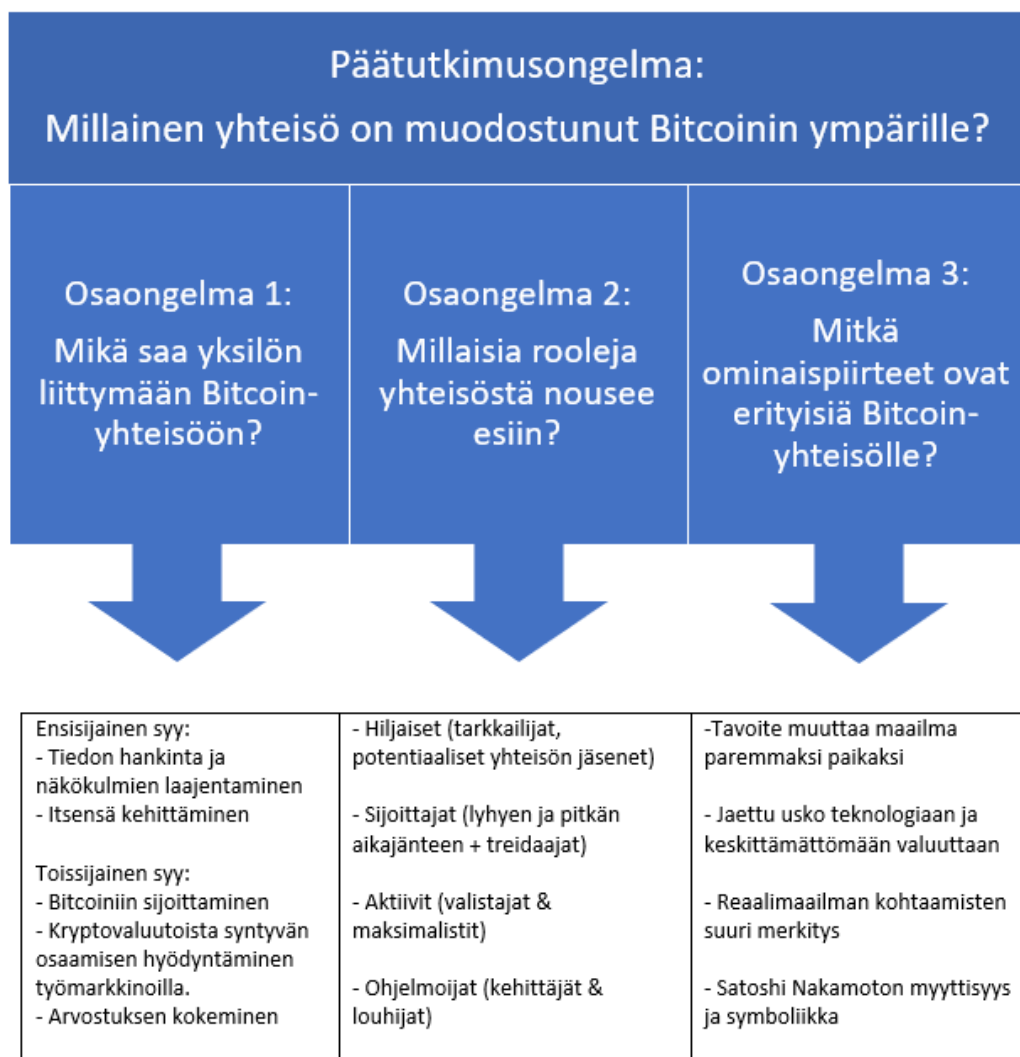 Päätutkimusongelma:
Millainen yhteisö on muodostunut Bitcoinin ympärille?
Osaongelma 1:
Mikä saa yksilön
liittymään Bitcoin-
yhteisöön?
Osaongelma 2:
Millaisia rooleja
yhteisöstä nousee
esiin?
Osaongelma 3:
Mitkä
ominaispiirteet ovat
erityisiä Bitcoin-
yhteisölle?
Ensisijainen syy:
- Tiedon hankinta ja
näkökulmien laajentaminen
- Itsensä kehittäminen
Toissijainen syy:
- Bitcoiniin sijoittaminen
- Kryptovaluutoista syntyvän
osaamisen hyödyntäminen
työmarkkinoilla.
- Arvostuksen kokeminen
- Hiljaiset (tarkkailijat,
potentiaaliset yhteisön jäsenet)
- Sijoittajat (lyhyen ja pitkän
aikajänteen + treidaajat)
- Aktiivit (valistajat &
maksimalistit)
- Ohjelmoijat (kehittäjät &
louhijat)
-Tavoite muuttaa maailma
paremmaksi paikaksi
- Jaettu usko teknologiaan ja
keskittämättömään valuuttaan
- Reaalimaailman kohtaamisten
suuri merkitys
- Satoshi Nakamoton myyttisyys
ja symboliikka